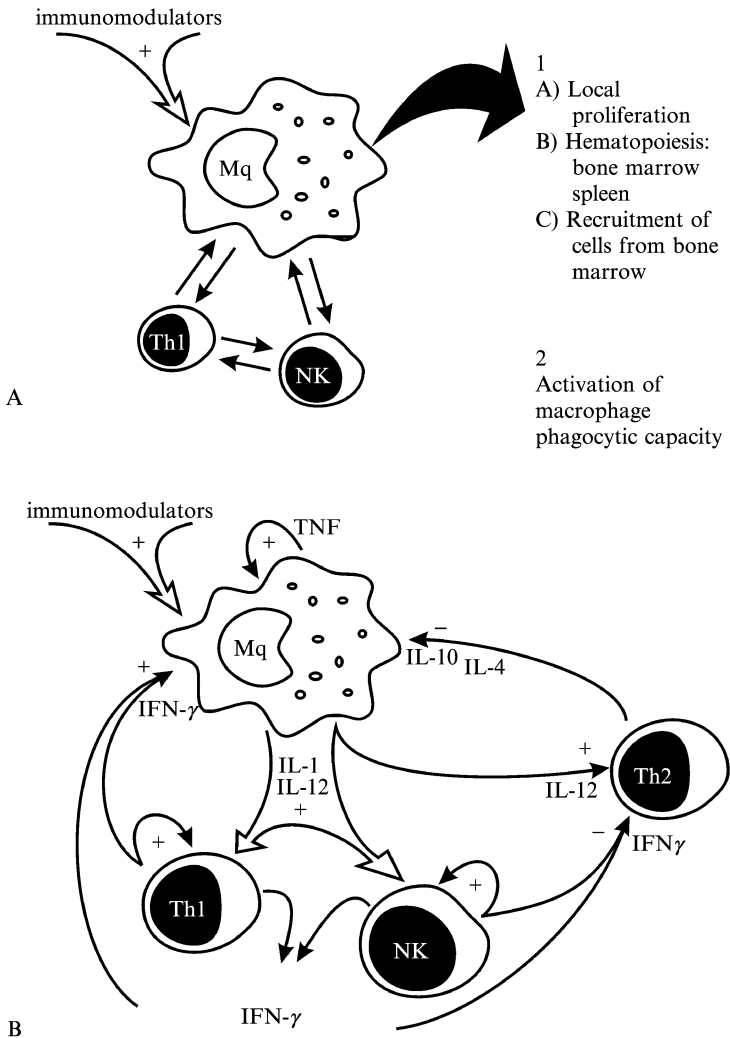 immunomodulators
+
Mq
Th1
NK
1
A) Local
proliferation
B) Hematopoiesis:
bone marrow
spleen
C) Recruitment of
cells from bone
marrow
2
Activation of
macrophage
phagocytic capacity
A
immunomodulators
+
TNF
+
Mq
–
IL-10
IL-4
+
IFN-γ
IL-1
IL-12
+
+
IL-12
Th2
–
IFNγ
+
Th1
+
NK
IFN-γ
B